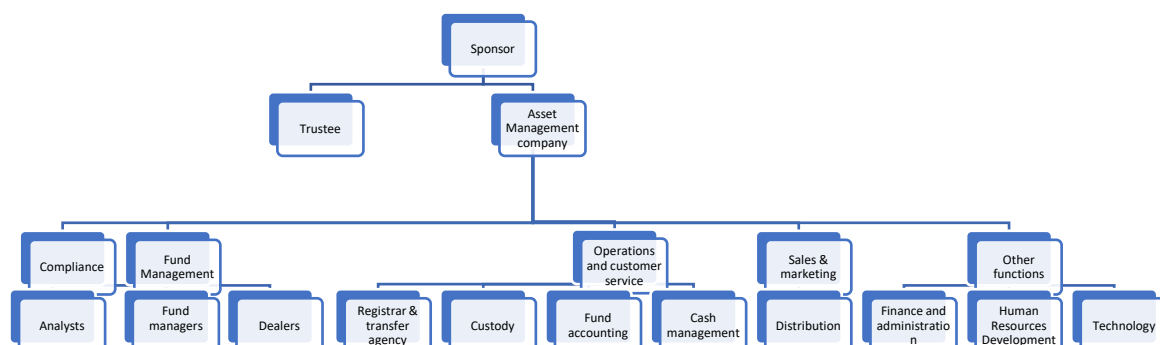 Sponsor
Trustee
Asset
Management
company
Compliance
Fund
Management
Operations
and customer
service
Sales &
marketing
Other
functions
Analysts
Fund
managers
Dealers
Registrar &
transfer
agency
Custody
Fund
accounting
Cash
management
Distribution
Finance and
administratio
n
Human
Resources
Development
Technology